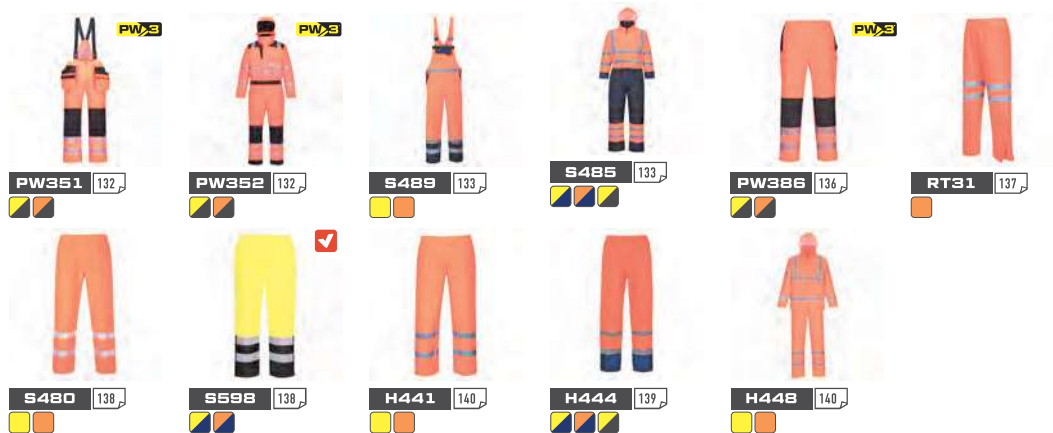 PW3
PW3
PW3
PW351 132
PW352 132
S489 133
S485 133
PW386 136
RT31 137
S480 138
S598 138
H441 140
H444 139
H448 140